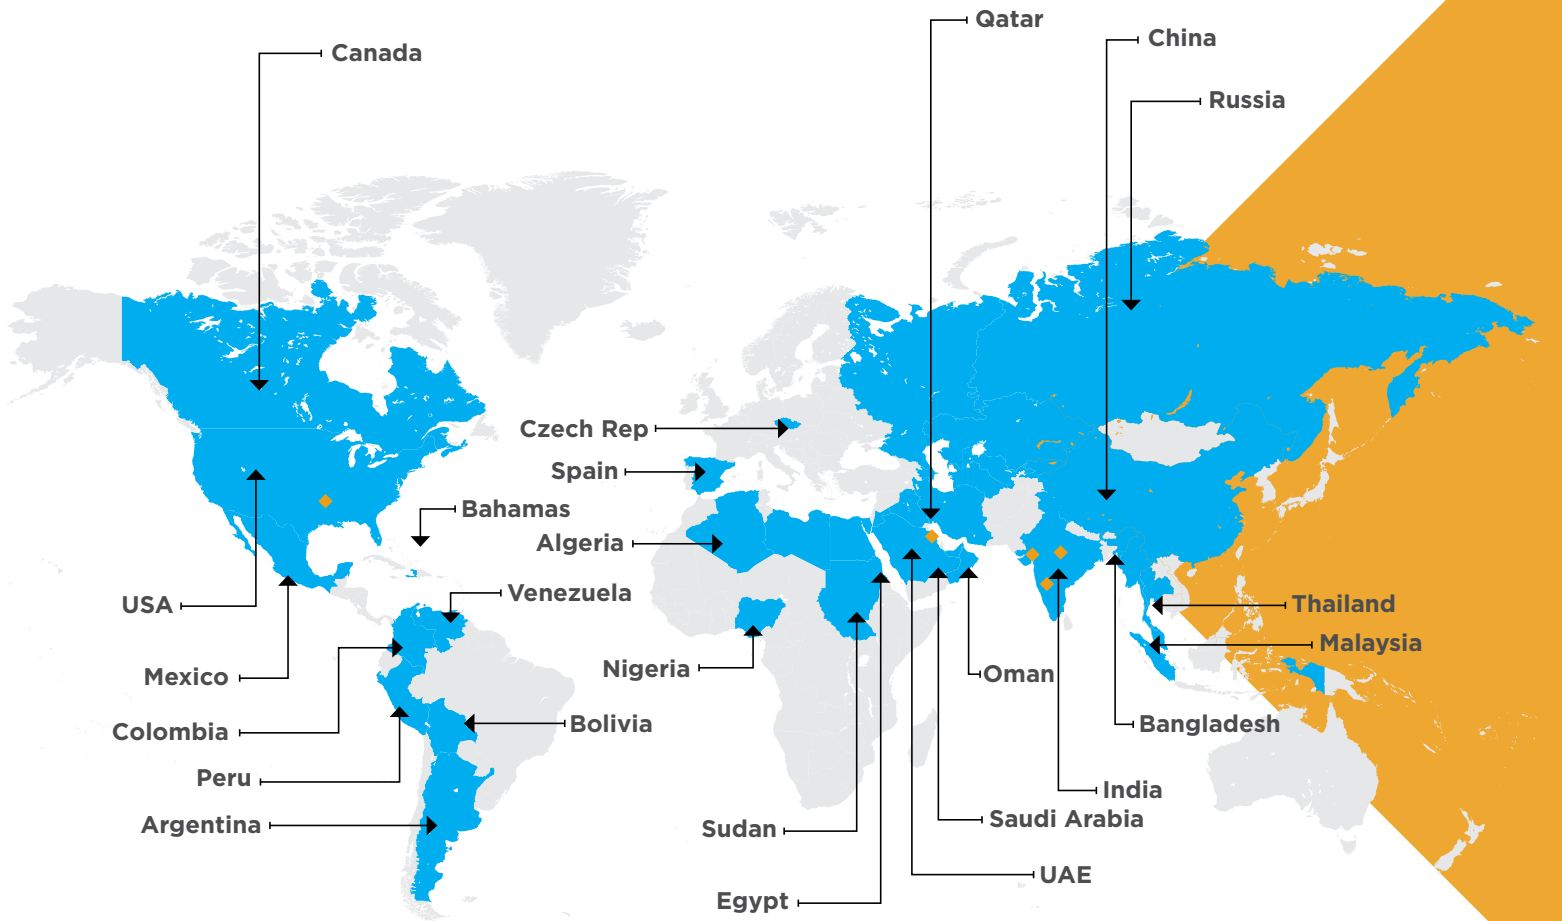 Qatar
China
Canada
Russia
Czech Rep
Spain
Bahamas
Algeria
Venezuela
USA
Thailand
Malaysia
Nigeria
Oman
Mexico
Bolivia
Bangladesh
Colombia
Peru
India
Saudi Arabia
Argentina
Sudan
UAE
Egypt